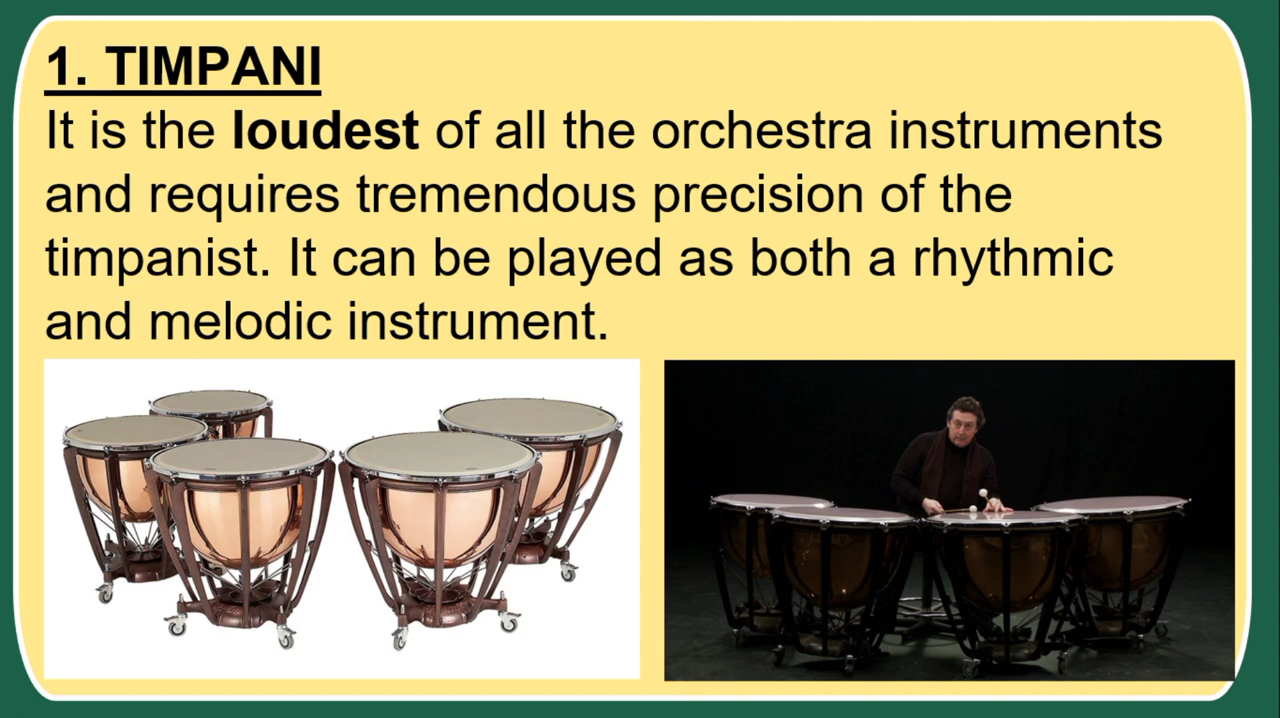 1. TIMPANI
It is the loudest of all the orchestra instruments
and requires tremendous precision of the
timpanist. It can be played as both a rhythmic
and melodic instrument.